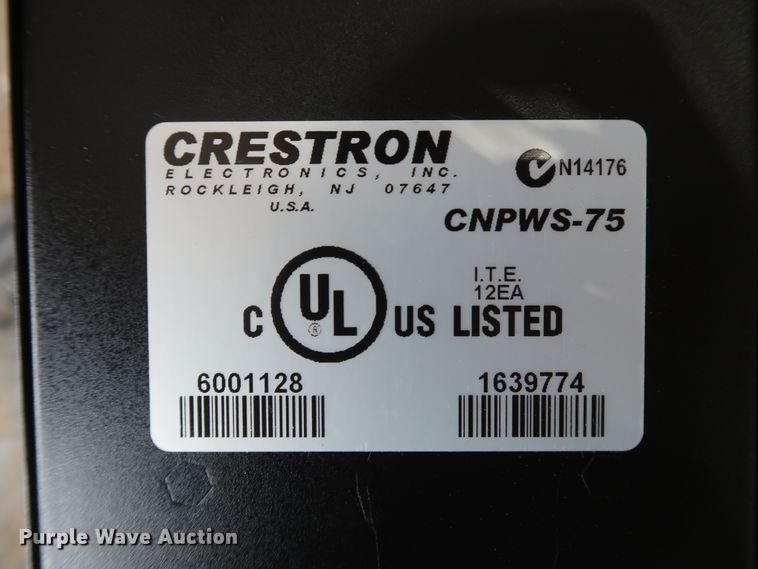 CRESTRON
ELECTRONICS, INC.
ROCKLEIGH, NJ 07647
U.S.A.
N14176
CNPWS-75
I.T.E.
12EA
C UL ® US LISTED
6001128 1639774
Purple Wave Auction